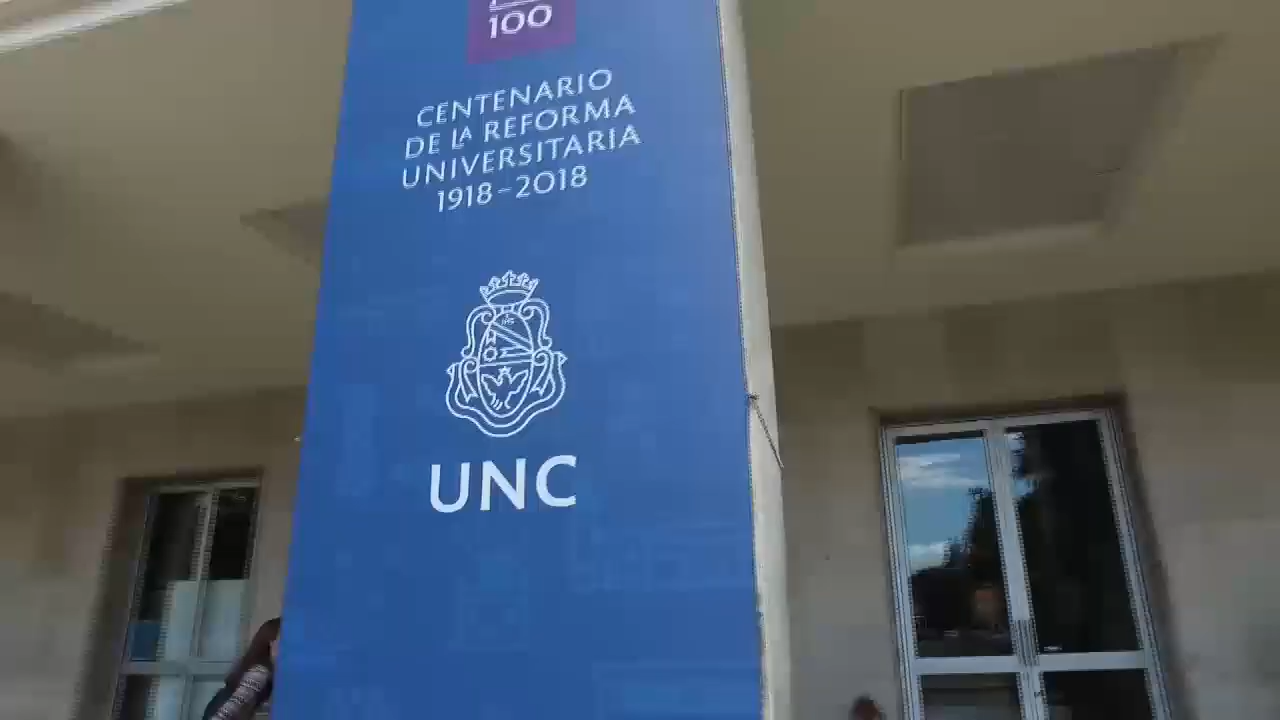 100
CENTENARIO
DE LA REFORMA
UNIVERSITARIA
1918-2018
UNC